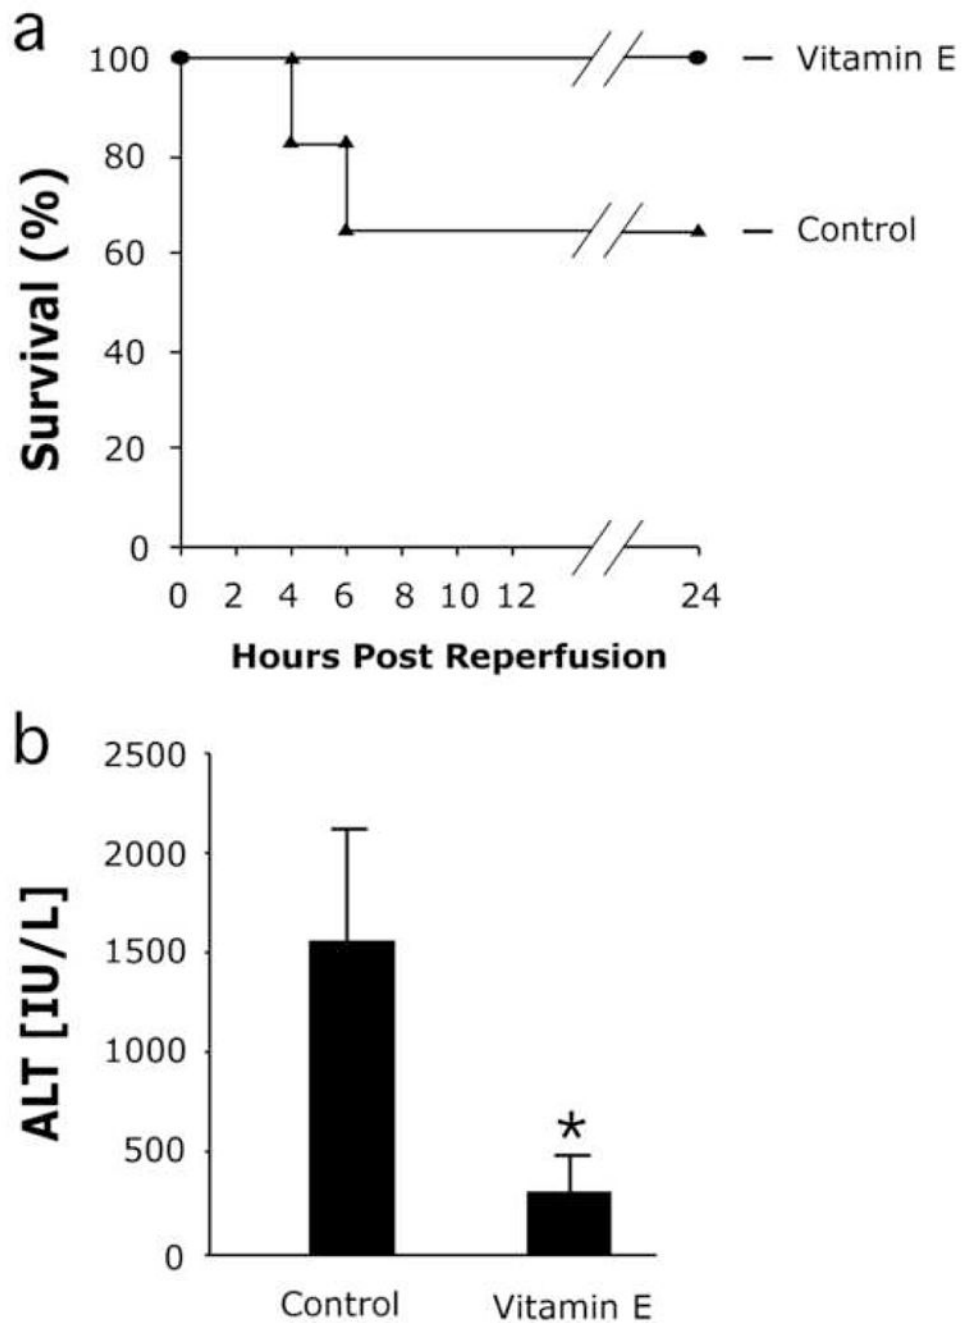 a
100
80
60
40
20
0
Survival (%)
Vitamin E
Control
0 2 4 6 8 10 12 24
Hours Post Reperfusion
b
2500
2000
1500
1000
500
0
ALT [IU/L]
*
Control Vitamin E